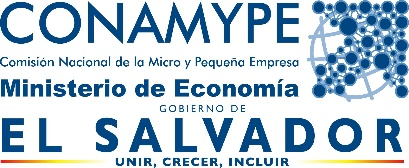 CONAMYPE
Comisión Nacional de la Micro y Pequeña Empresa
Ministerio de Economía
GOBIERNO DE
EL SALVADOR
UNIR, CRECER, INCLUIR